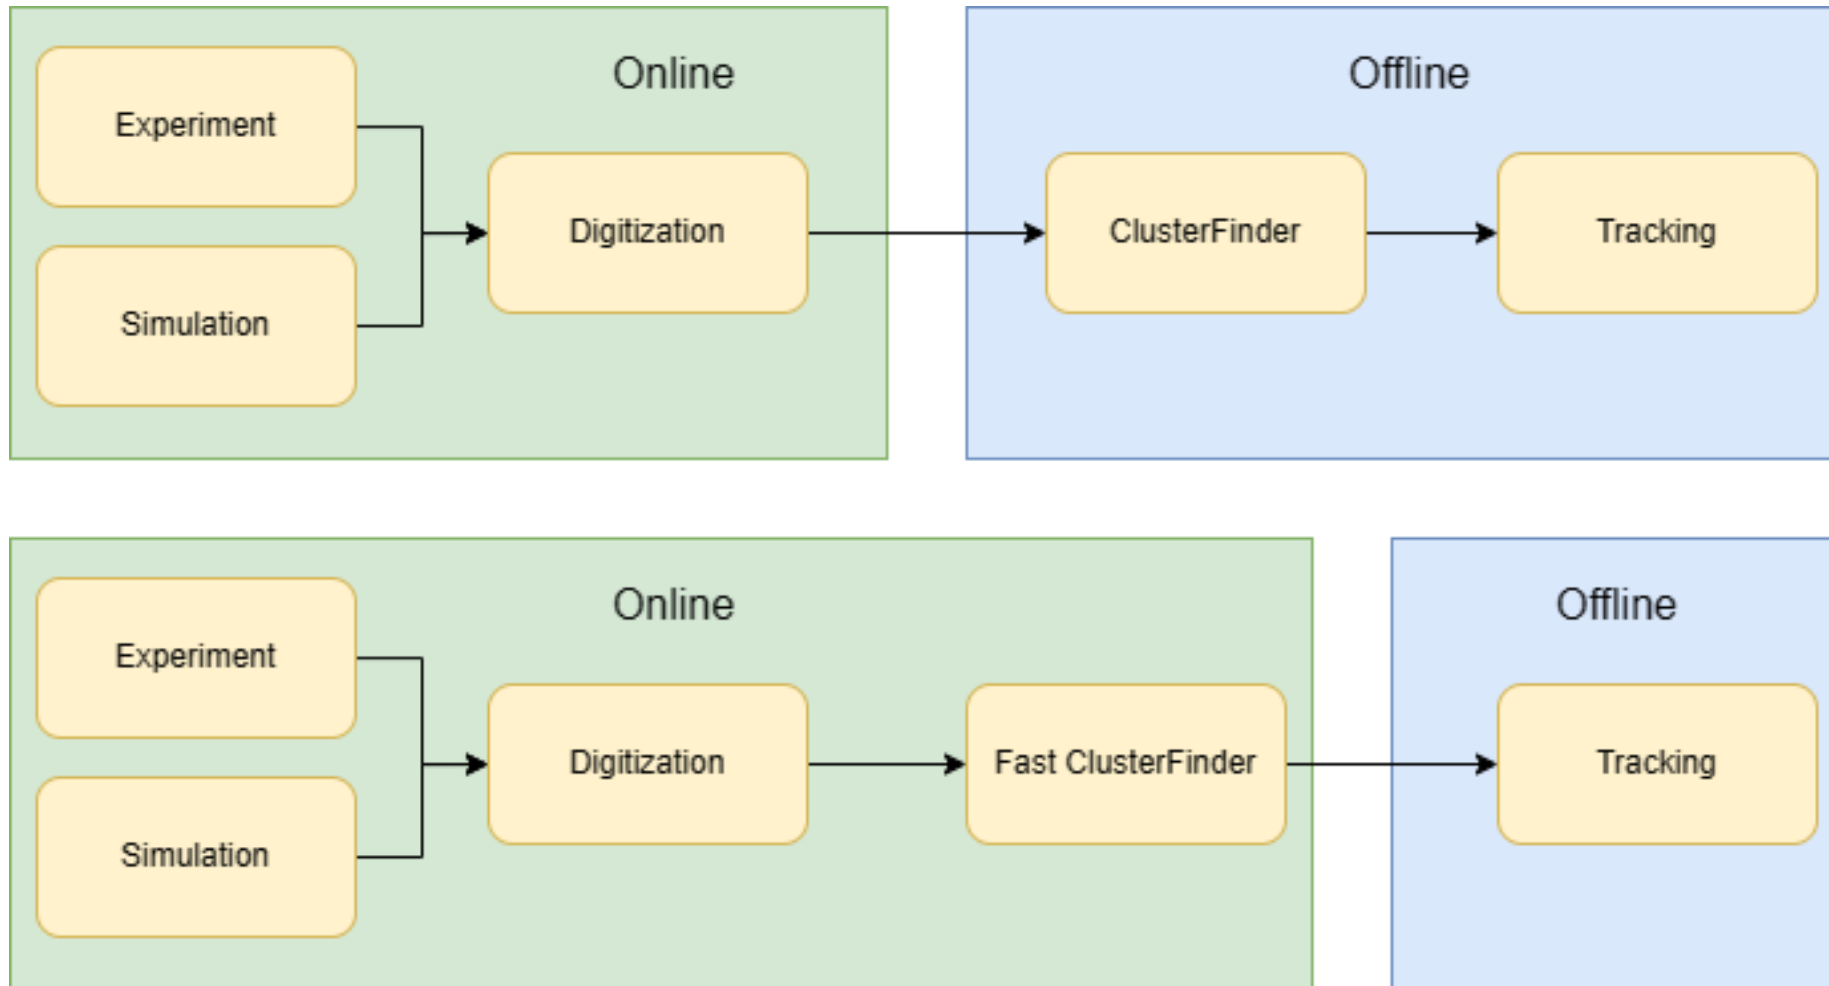 Online
Offline
Experiment
Simulation
Digitization
ClusterFinder
Tracking
Online
Offline
Experiment
Simulation
Digitization
Fast ClusterFinder
Tracking